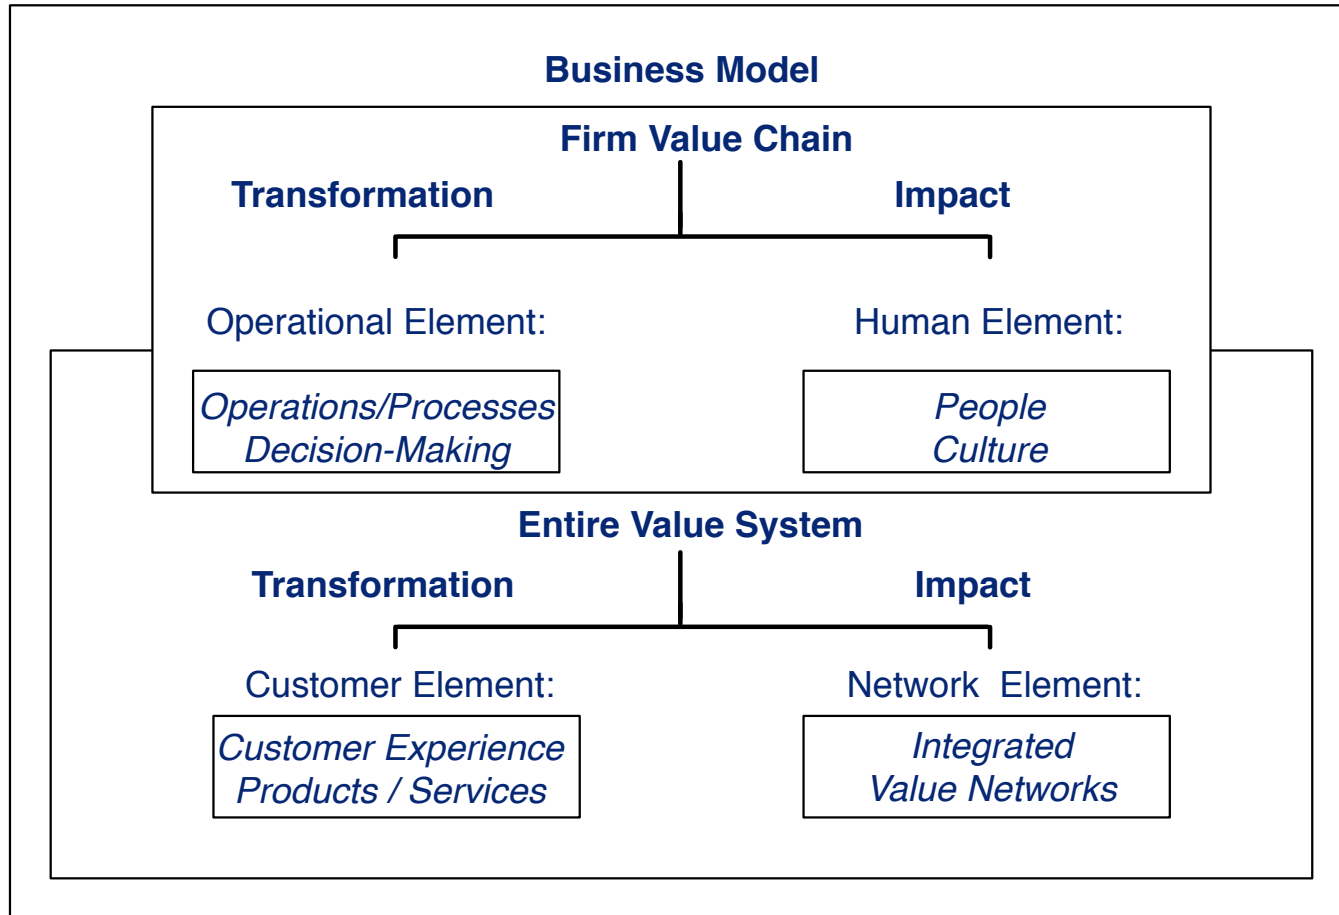 Business Model
Firm Value Chain
Transformation
Impact
Operational Element:
Human Element:
Operations/Processes
Decision-Making
People
Culture
Entire Value System
Transformation
Impact
Customer Element:
Network Element:
Customer Experience
Products / Services
Integrated
Value Networks